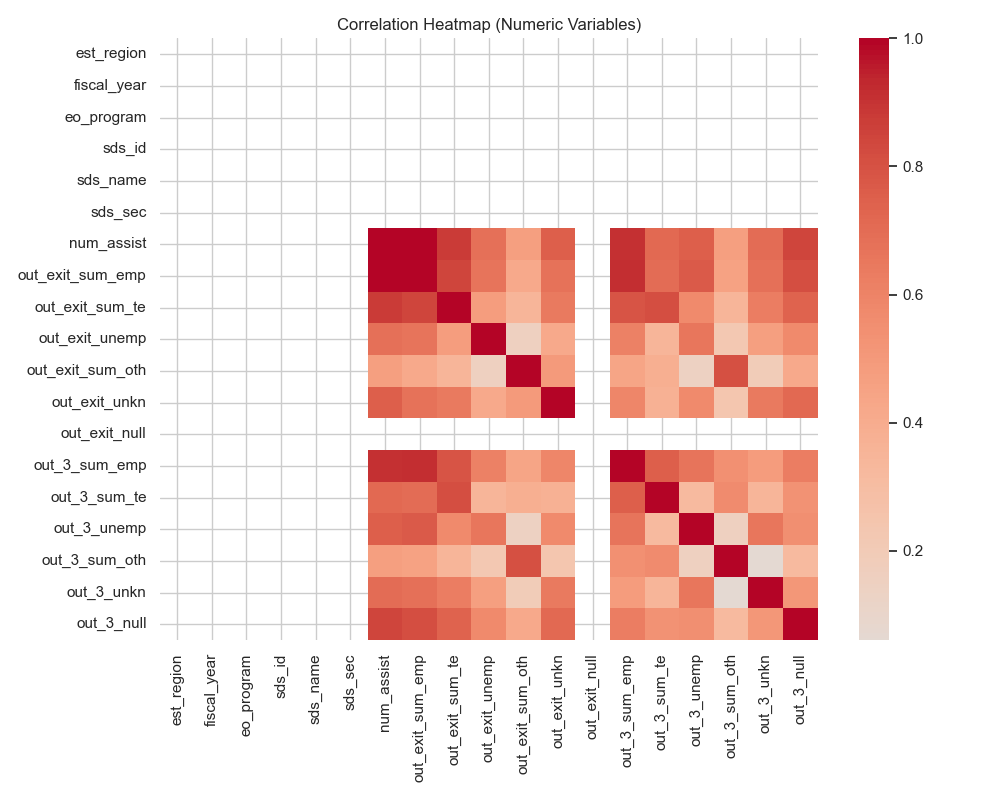 Correlation Heatmap (Numeric Variables)
est_region
fiscal_year
eo_program
sds_id
sds_name
sds_sec
num_assist
out_exit_sum_emp
out_exit_sum_te
out_exit_unemp
out_exit_sum_oth
out_exit_unkn
out_exit_null
out_3_sum_emp
out_3_sum_te
out_3_unemp
out_3_sum_oth
out_3_unkn
out_3_null
est_region
fiscal_year
eo_program
sds_id
sds_name
sds_sec
num_assist
out_exit_sum_emp
out_exit_sum_te
out_exit_unemp
out_exit_sum_oth
out_exit_unkn
out_exit_null
out_3_sum_emp
out_3_sum_te
out_3_unemp
out_3_sum_oth
out_3_unkn
out_3_null
1.0
0.8
0.6
0.4
0.2